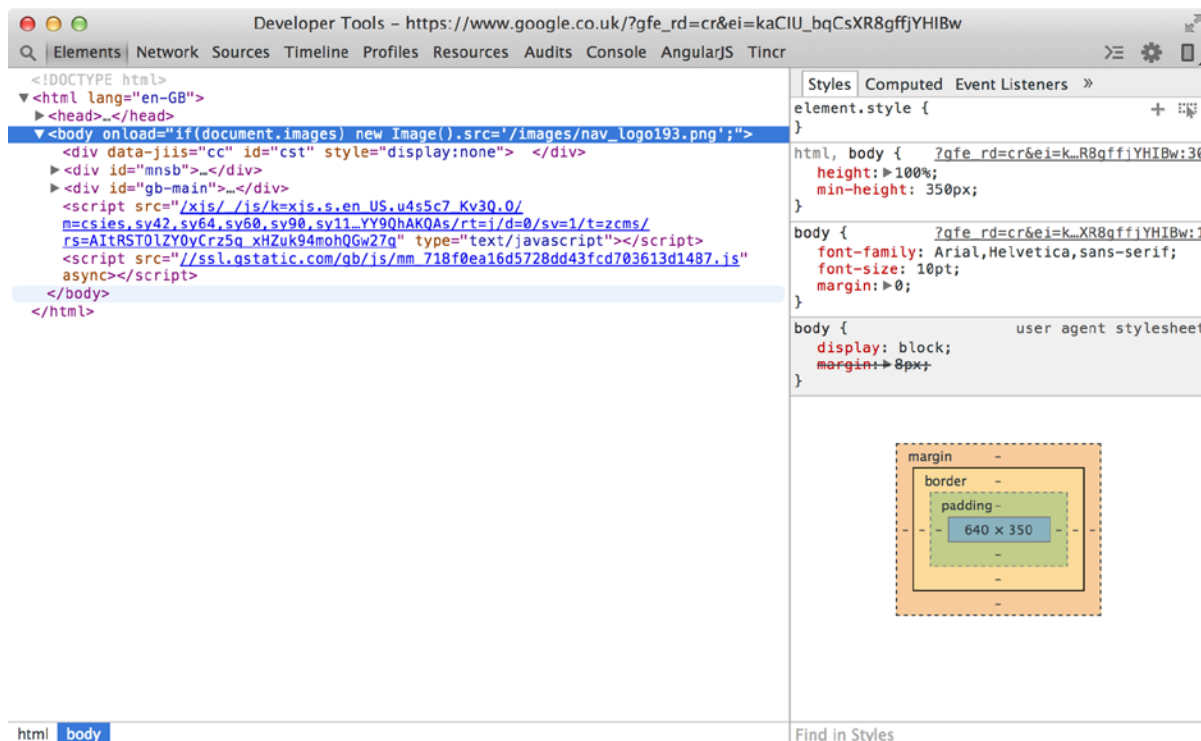 Developer Tools – https://www.google.co.uk/?gfe_rd=cr&ei=kaCIU_bqCsXR8gffjYHIBw
Elements Network Sources Timeline Profiles Resources Audits Console AngularJS Tincr
<!DOCTYPE html>
▼<html lang="en-GB">
▶<head>…</head>
▼<body onload="if(document.images) new Image().src='/images/nav_logo193.png';">
<div data-jiis="cc" id="cst" style="display:none"> </div>
▶<div id="mnsb">…</div>
▶<div id="gb-main">…</div>
<script src="/xjs/_/js/k=xjs.s.en_US.u4s5c7_Kv3Q.O/
m=csies,sy42,sy64,sy60,sy90,sy11…YY9QhAKQAs/rt=j/d=0/sv=1/t=zcms/
rs=AItRSTOlZYOyCrz5q_xHZuk94mohQGw27g" type="text/javascript"></script>
<script src="//ssl.gstatic.com/gb/js/mm_718f0ea16d5728dd43fcd703613d1487.js"
async></script>
</body>
</html>
html body
Styles Computed Event Listeners »
element.style {
}
html, body { ?gfe_rd=cr&ei=k…R8gffjYHIBw:30
height:▶100%;
min-height: 350px;
}
body { ?gfe_rd=cr&ei=k…XR8gffjYHIBw:1
font-family: Arial,Helvetica,sans-serif;
font-size: 10pt;
margin:▶0;
}
body { user agent stylesheet
display: block;
margin:▶8px;
}
margin –
border –
padding –
– – – 640 × 350 – – –
–
–
–
Find in Styles